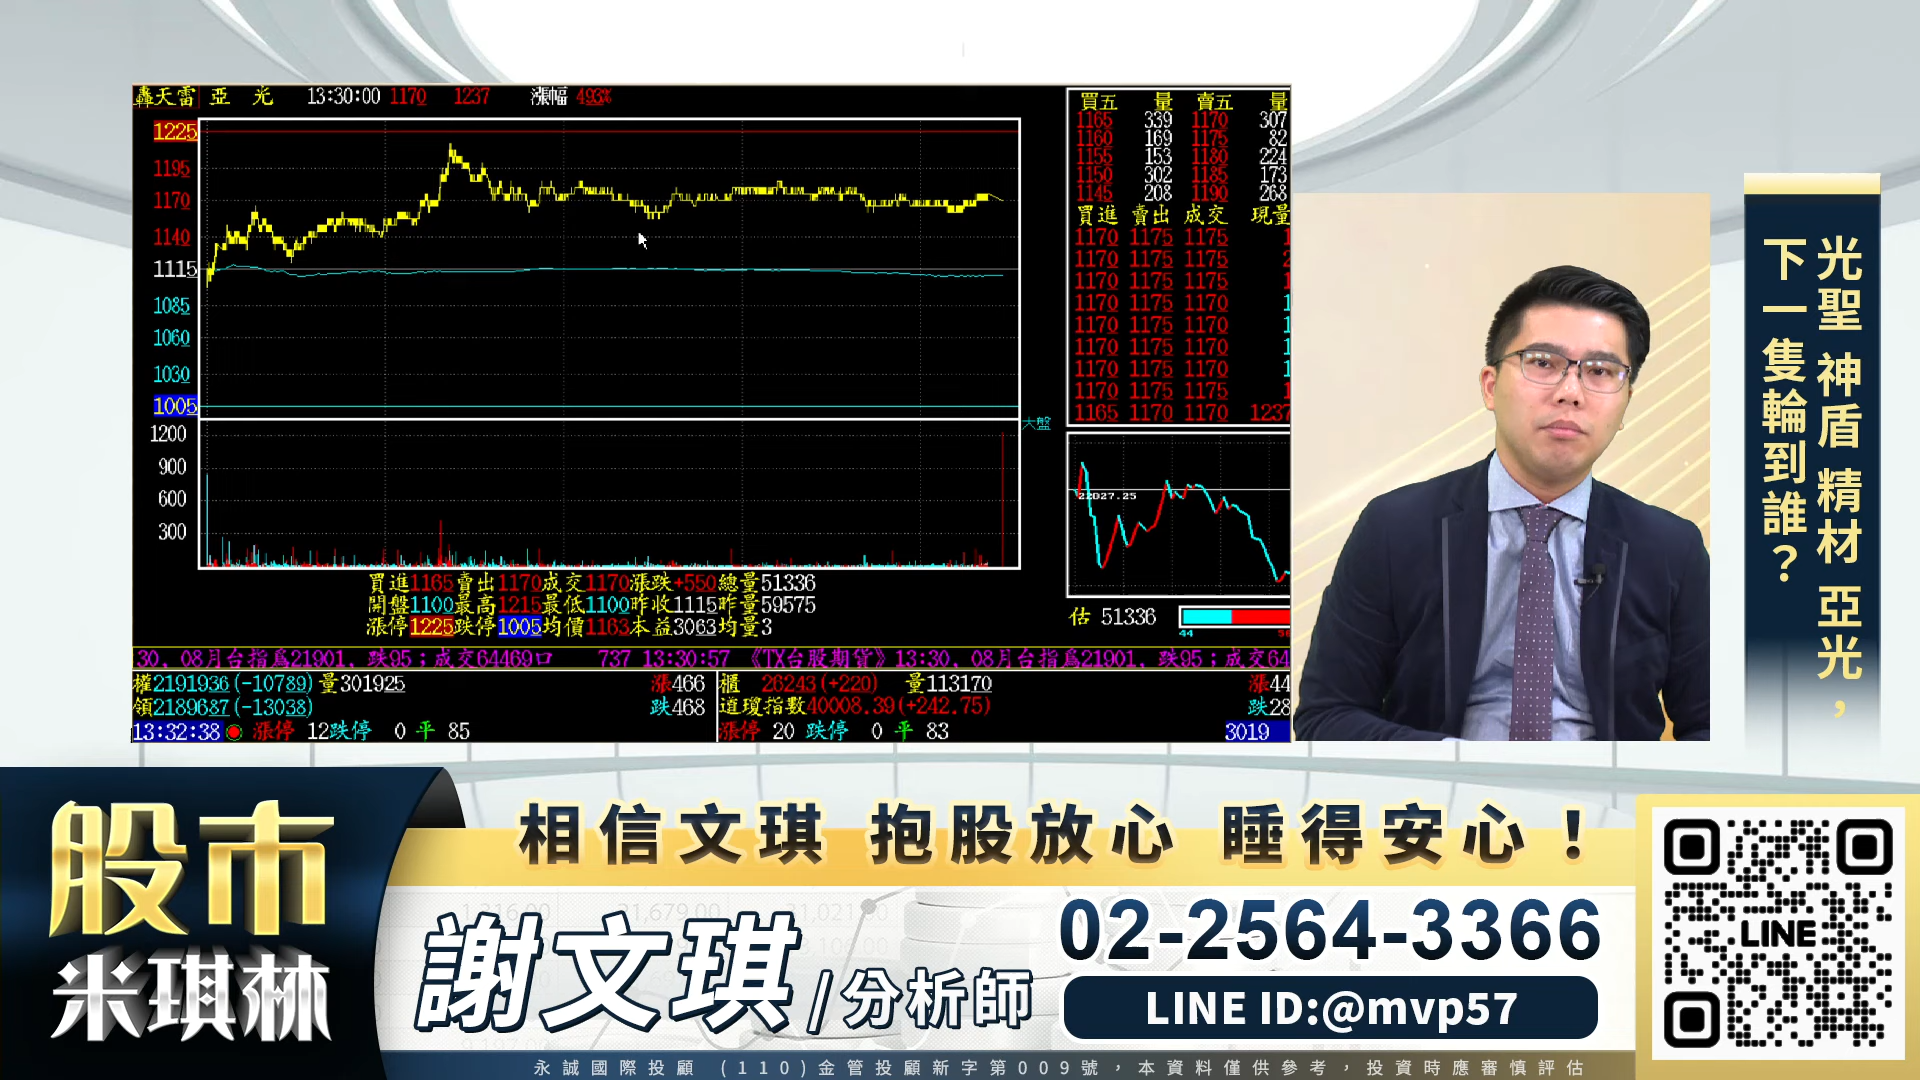 轟天雷 亞 光 13:30:00 1170 1237 漲幅 4.93%
1225
1195
1170
1140
1115
1085
1060
1030
1005
1200
900
600
300
大盤
買五 量 賣五 量
1165 339 1170 307
1160 169 1175 82
1155 153 1180 224
1150 302 1185 173
1145 208 1190 268
買進 賣出 成交 現量
1170 1175 1175 1
1170 1175 1175 2
1170 1175 1175 1
1170 1175 1170 1
1170 1175 1170 1
1170 1175 1170 1
1170 1175 1170 1
1170 1175 1170 1
1165 1170 1170 1237
22027.25
買進1165賣出1170成交1170漲跌+550總量51336
開盤1100最高1215最低1100昨收1115昨量59575
漲停1225跌停1005均價1163本益3063均量3
估 51336
44
30, 08月台指為21901, 跌95;成交64469口 737 13:30:57 《TX台股期貨》13:30, 08月台指為21901, 跌95;成交64
權2191936(-10789) 量301925 漲466
領2189687(-13038) 跌468
13:32:38 漲停 12跌停 0 平 85
櫃 26243(+220) 量113170 漲44
道瓊指數40008.39(+242.75) 跌28
漲停 20 跌停 0 平 83 3019
光聖 神盾 精材 亞光,
下一隻輪到誰?
股市
米琪林
相信文琪 抱股放心 睡得安心!
謝文琪/分析師
02-2564-3366
LINE ID:@mvp57
LINE
永誠國際投顧 (110)金管投顧新字第009號,本資料僅供參考,投資時應審慎評估